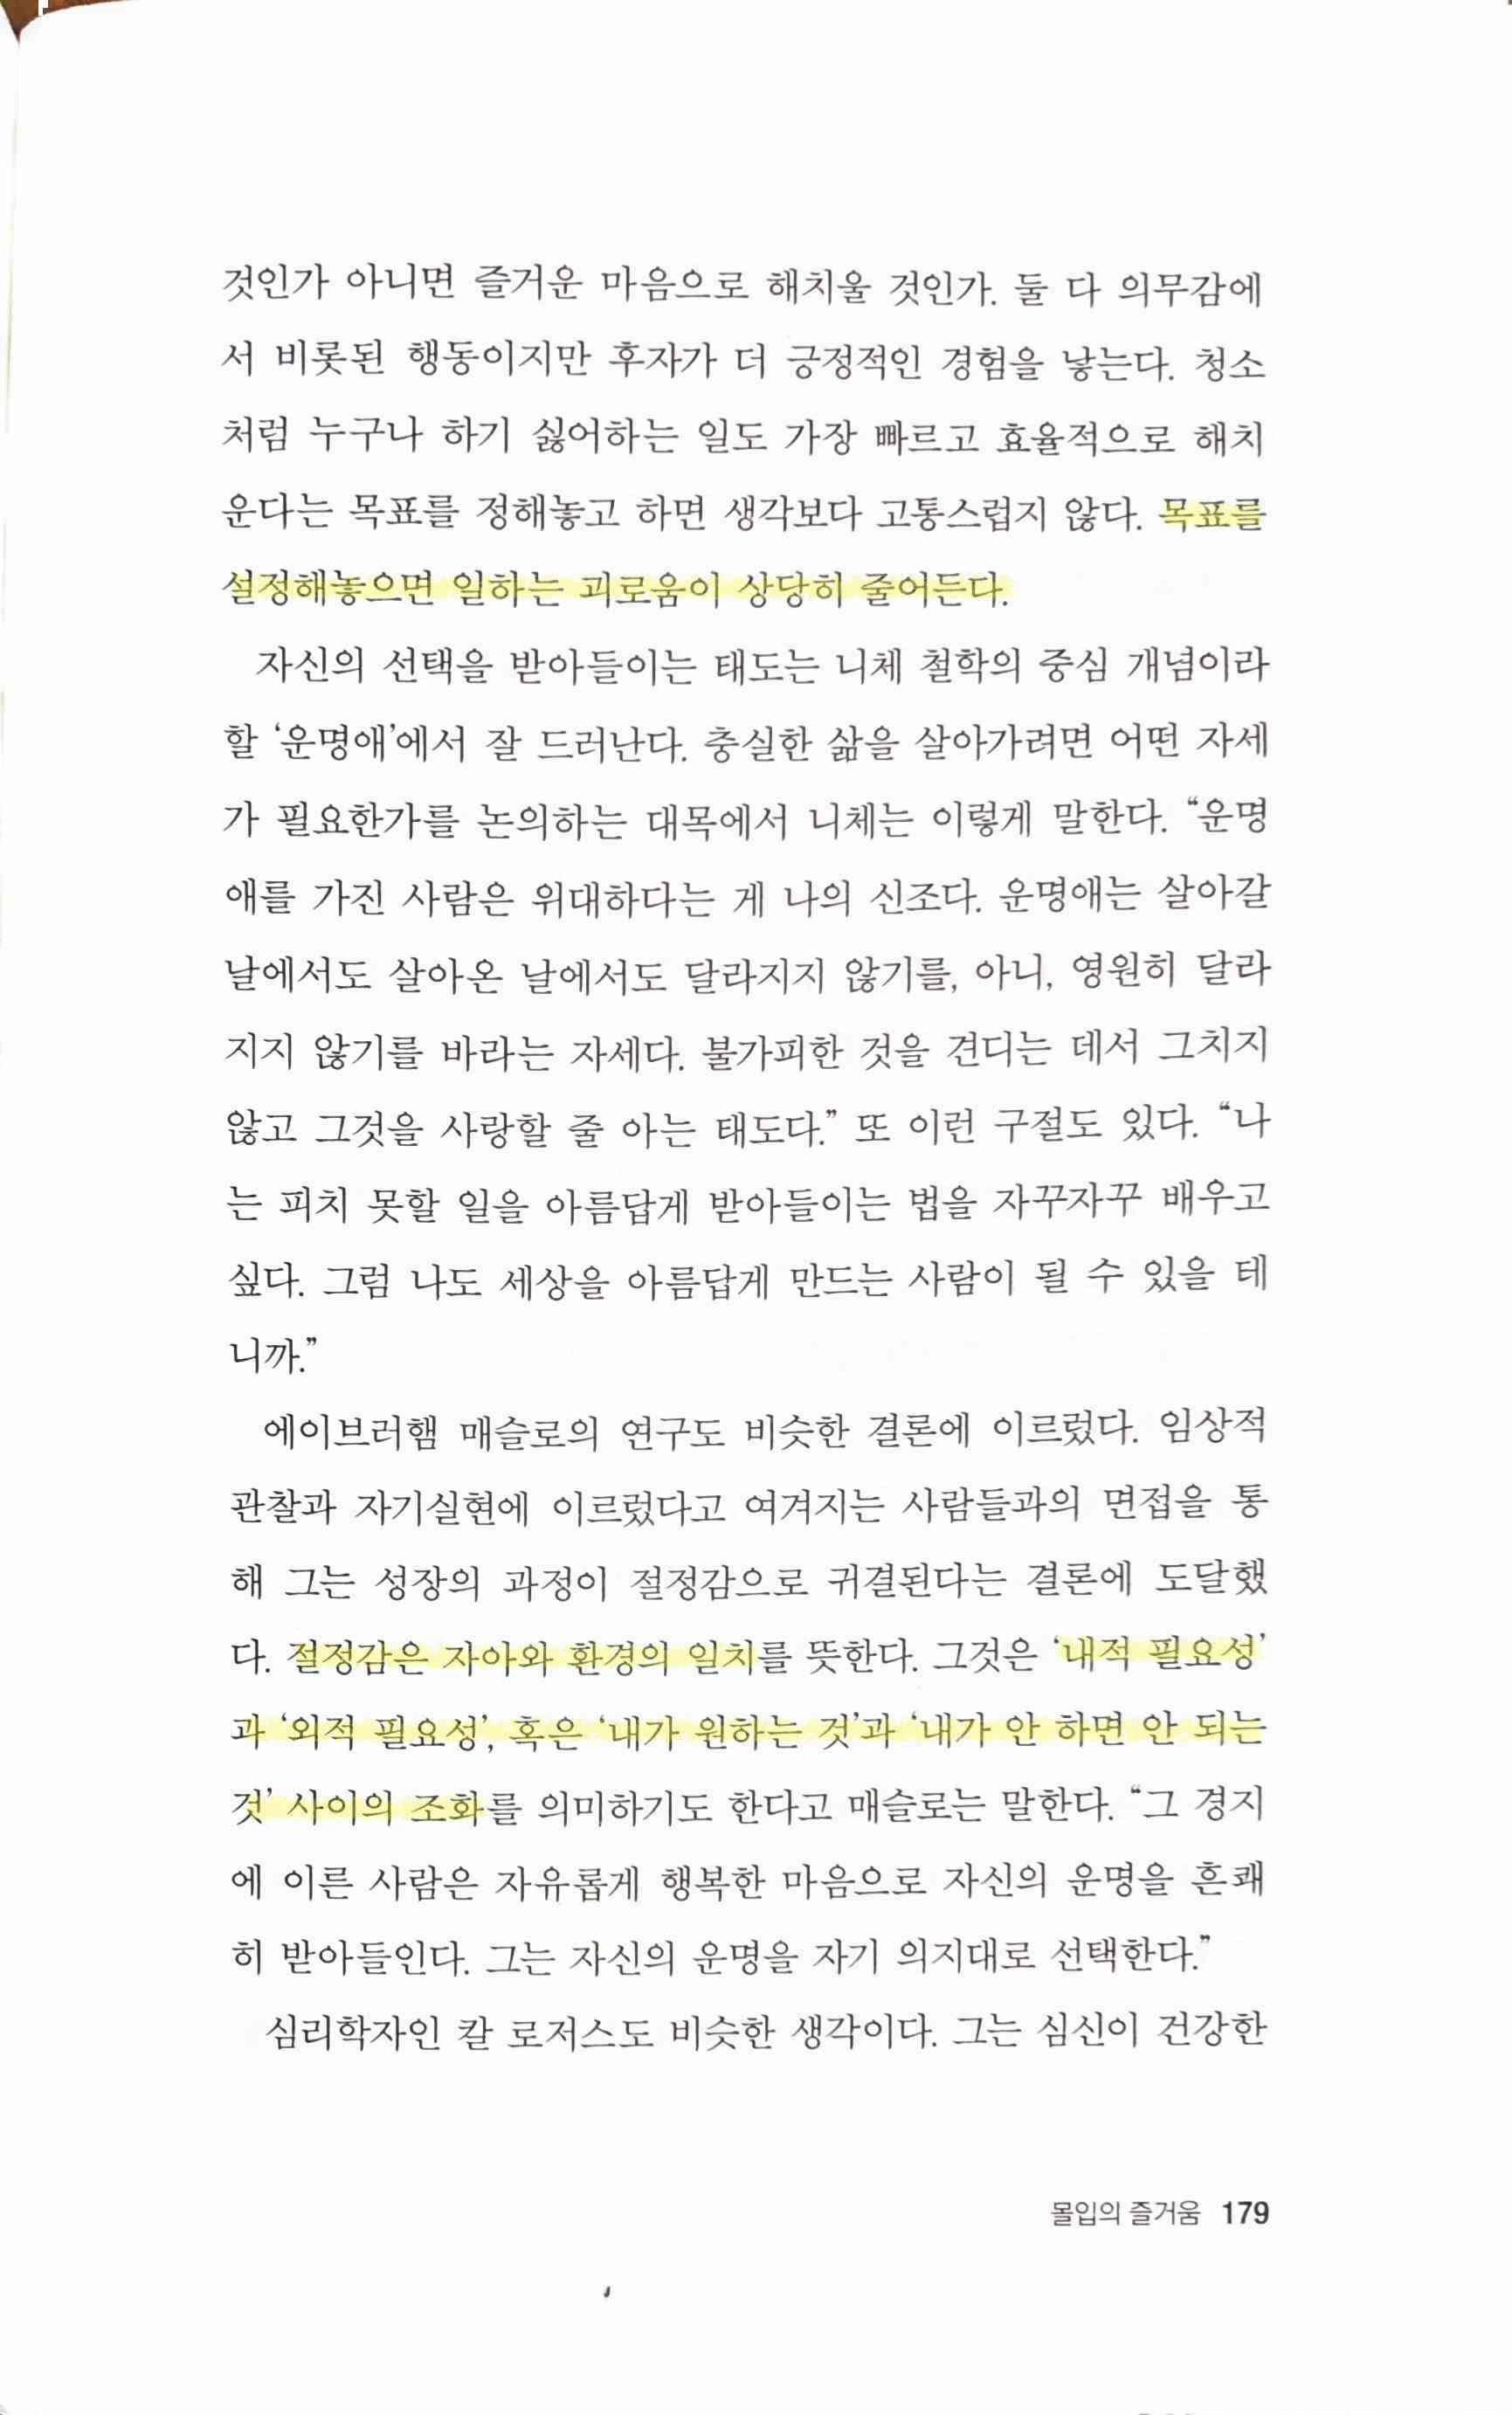 것인가 아니면 즐거운 마음으로 해치울 것인가. 둘 다 의무감에
서 비롯된 행동이지만 후자가 더 긍정적인 경험을 낳는다. 청소
처럼 누구나 하기 싫어하는 일도 가장 빠르고 효율적으로 해치
운다는 목표를 정해놓고 하면 생각보다 고통스럽지 않다. 목표를
설정해놓으면 일하는 괴로움이 상당히 줄어든다.
자신의 선택을 받아들이는 태도는 니체 철학의 중심 개념이라
할 ‘운명애’에서 잘 드러난다. 충실한 삶을 살아가려면 어떤 자세
가 필요한가를 논의하는 대목에서 니체는 이렇게 말한다. “운명
애를 가진 사람은 위대하다는 게 나의 신조다. 운명애는 살아갈
날에서도 살아온 날에서도 달라지지 않기를, 아니, 영원히 달라
지지 않기를 바라는 자세다. 불가피한 것을 견디는 데서 그치지
않고 그것을 사랑할 줄 아는 태도다.” 또 이런 구절도 있다. “나
는 피치 못할 일을 아름답게 받아들이는 법을 자꾸자꾸 배우고
싶다. 그럼 나도 세상을 아름답게 만드는 사람이 될 수 있을 테
니까.”
에이브러햄 매슬로의 연구도 비슷한 결론에 이르렀다. 임상적
관찰과 자기실현에 이르렀다고 여겨지는 사람들과의 면접을 통
해 그는 성장의 과정이 절정감으로 귀결된다는 결론에 도달했
다. 절정감은 자아와 환경의 일치를 뜻한다. 그것은 ‘내적 필요성’
과 ‘외적 필요성’, 혹은 ‘내가 원하는 것’과 ‘내가 안 하면 안 되는
것’ 사이의 조화를 의미하기도 한다고 매슬로는 말한다. “그 경지
에 이른 사람은 자유롭게 행복한 마음으로 자신의 운명을 흔쾌
히 받아들인다. 그는 자신의 운명을 자기 의지대로 선택한다.”
심리학자인 칼 로저스도 비슷한 생각이다. 그는 심신이 건강한
몰입의 즐거움 179